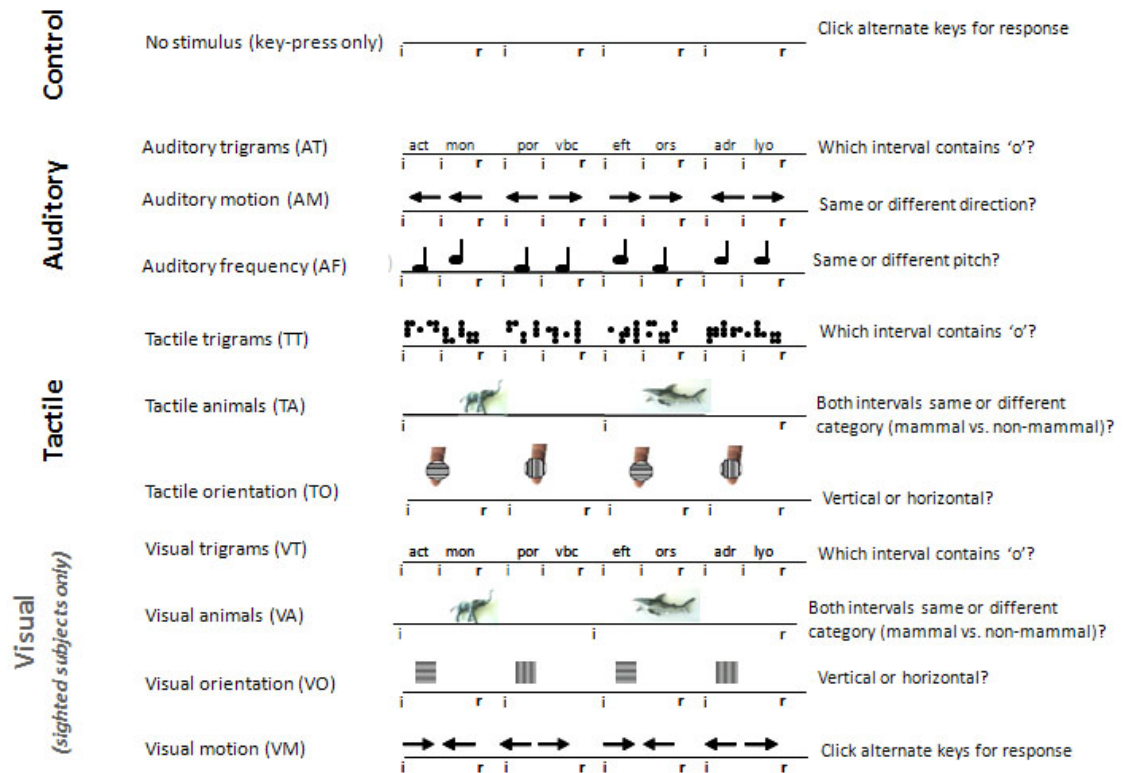 Control
No stimulus (key-press only)
i r i r i r i r
Click alternate keys for response
Auditory
Auditory trigrams (AT)
act mon por vbc eft ors adr lyo
i i r i i r i i r i i r
Which interval contains ‘o’?
Auditory motion (AM)
i i r i i r i i r i i r
Same or different direction?
Auditory frequency (AF)
)
i i r i i r i i r i i r
Same or different pitch?
Tactile
Tactile trigrams (TT)
i i r i i r i i r i i r
Which interval contains ‘o’?
Tactile animals (TA)
i i r
Both intervals same or different
category (mammal vs. non-mammal)?
Tactile orientation (TO)
i r i r i r i r
Vertical or horizontal?
Visual
(sighted subjects only)
Visual trigrams (VT)
act mon por vbc eft ors adr lyo
i i r i i r i i r i i r
Which interval contains ‘o’?
Visual animals (VA)
i i r
Both intervals same or different
category (mammal vs. non-mammal)?
Visual orientation (VO)
i r i r i r i r
Vertical or horizontal?
Visual motion (VM)
i i r i i r i i r i i r
Click alternate keys for response